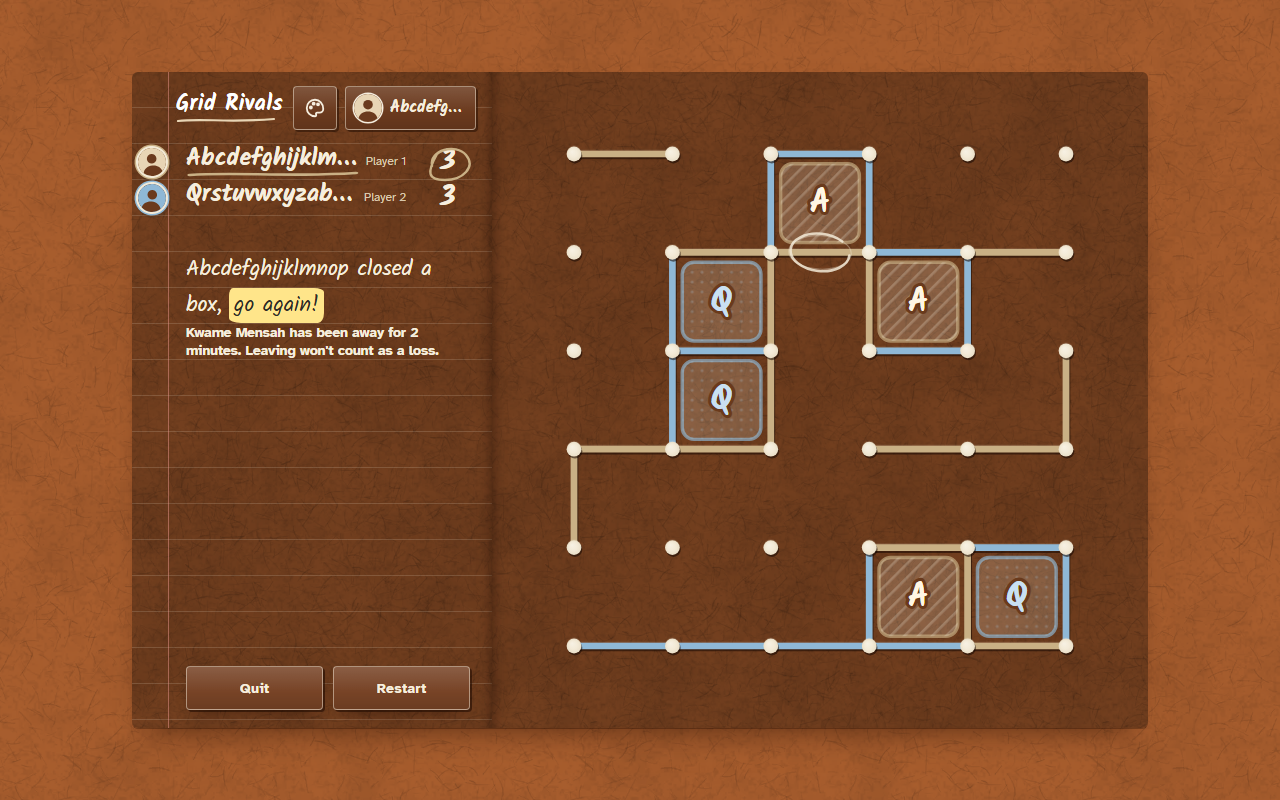 Grid Rivals
Abcdefg...
Abcdefghijklm... Player 1 3
Qrstuvwxyzab... Player 2 3
Abcdefghijklmnop closed a
box, go again!
Kwame Mensah has been away for 2
minutes. Leaving won't count as a loss.
Quit Restart
A
Q A
Q
A Q